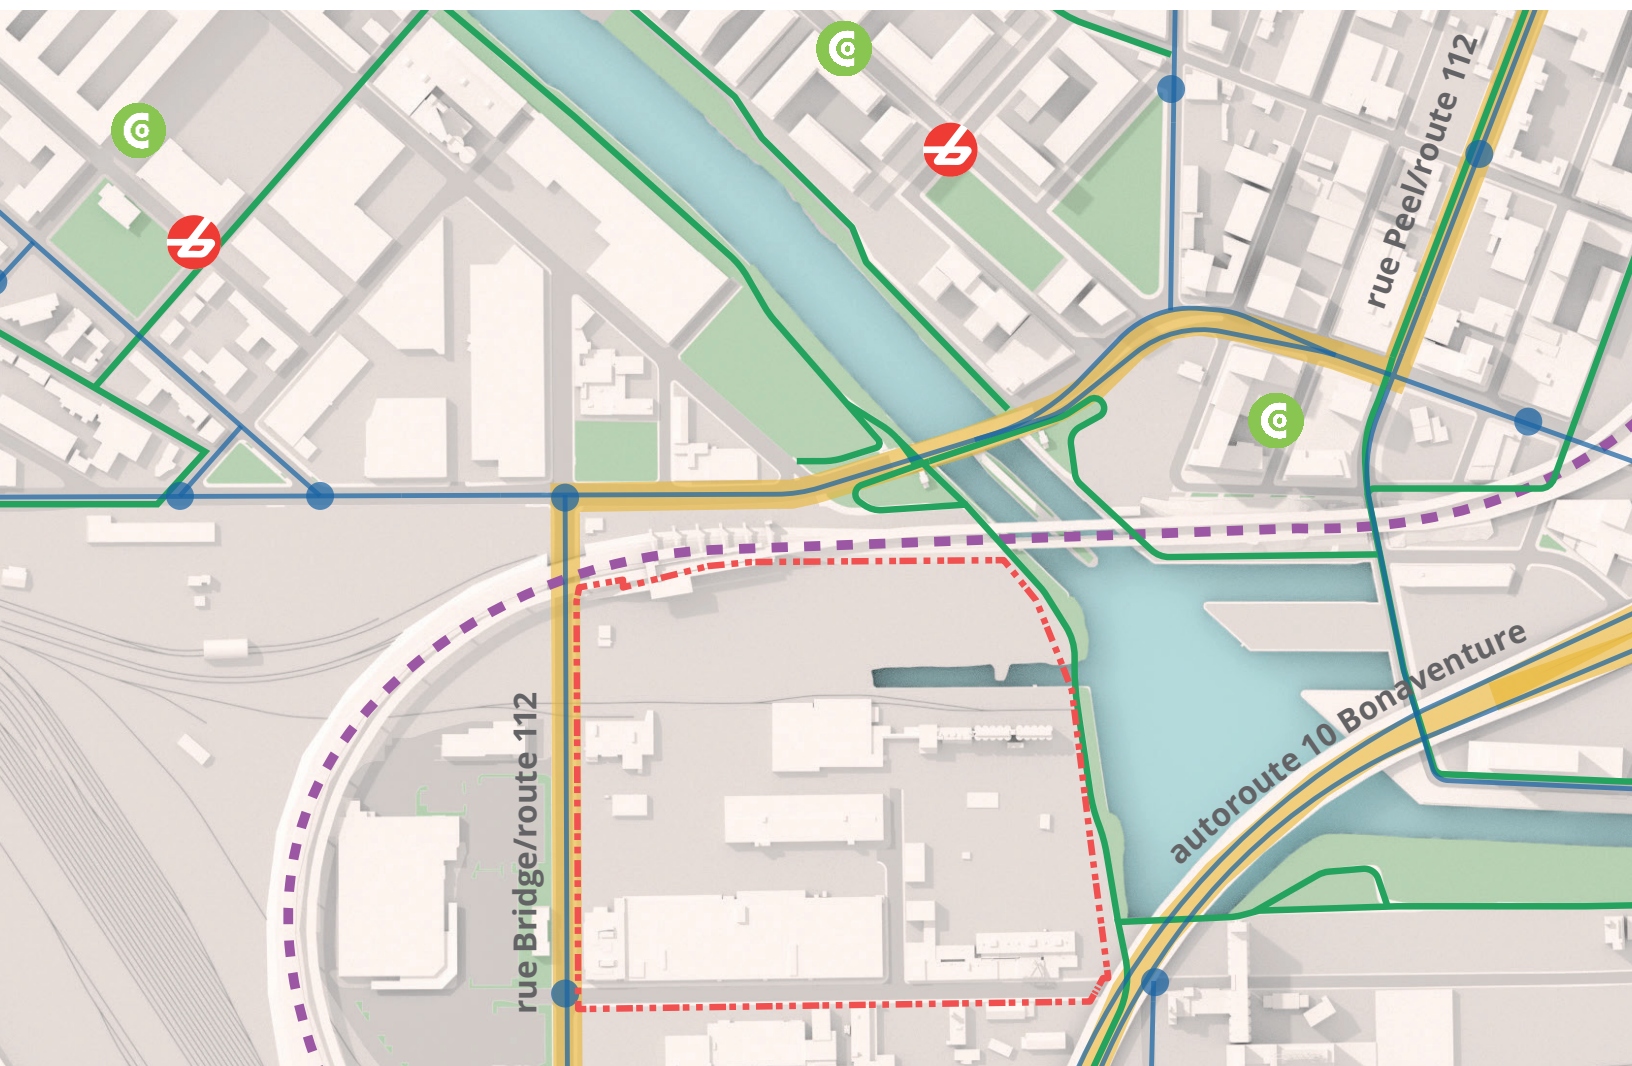 rue Peel/route 112
autoroute 10 Bonaventure
rue Bridge/route 112